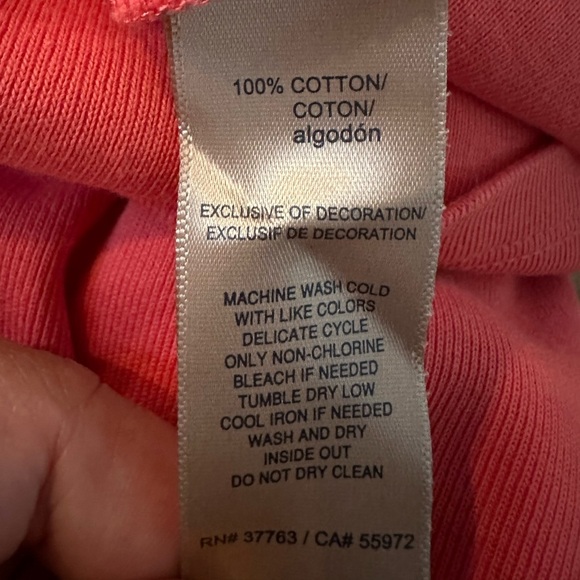 100% COTTON/
COTON/
algodón
EXCLUSIVE OF DECORATION/
EXCLUSIF DE DECORATION
MACHINE WASH COLD
WITH LIKE COLORS
DELICATE CYCLE
ONLY NON-CHLORINE
BLEACH IF NEEDED
TUMBLE DRY LOW
COOL IRON IF NEEDED
WASH AND DRY
INSIDE OUT
DO NOT DRY CLEAN
RN# 37763 / CA# 55972